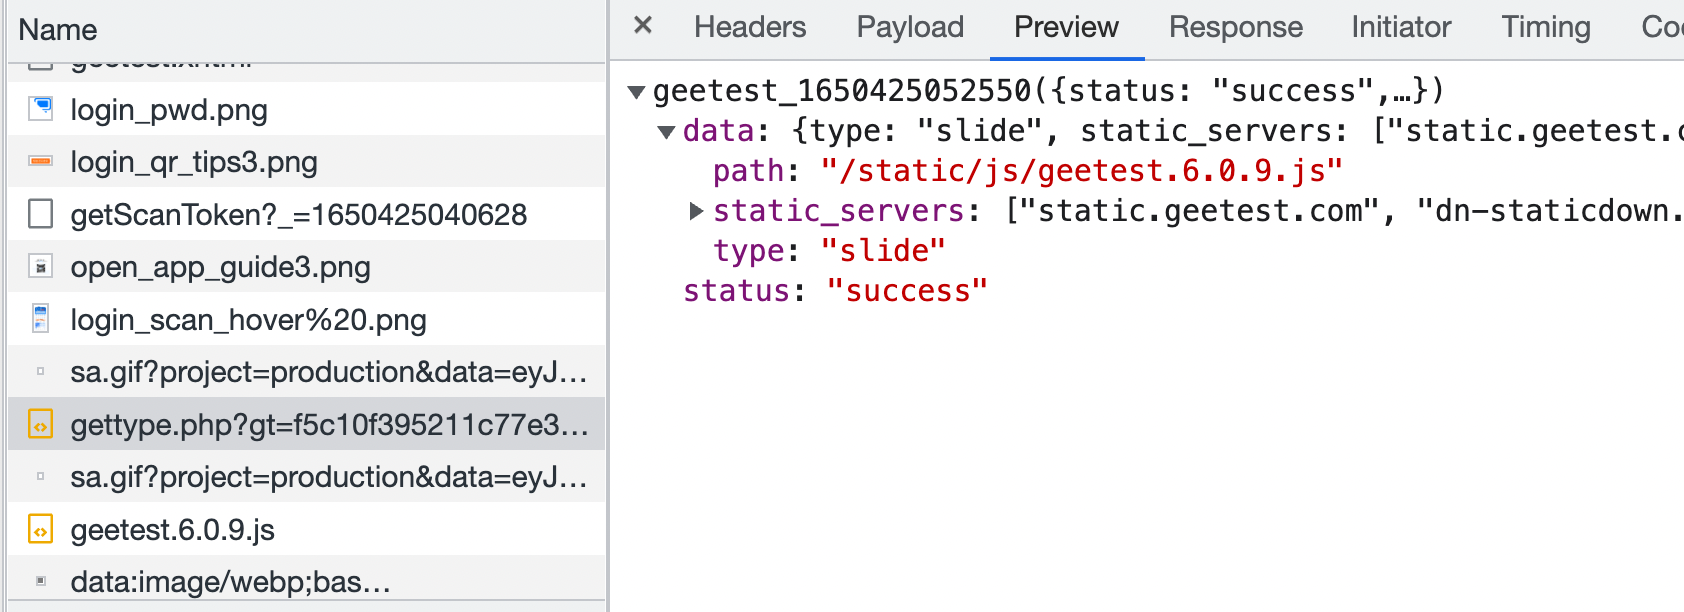 Name
geetest.ixhtml
login_pwd.png
login_qr_tips3.png
getScanToken?_=1650425040628
open_app_guide3.png
login_scan_hover%20.png
sa.gif?project=production&data=eyJ…
gettype.php?gt=f5c10f395211c77e3…
sa.gif?project=production&data=eyJ…
geetest.6.0.9.js
data:image/webp;bas…
× Headers Payload Preview Response Initiator Timing Coo
geetest_1650425052550({status: "success",…})
data: {type: "slide", static_servers: ["static.geetest.c
path: "/static/js/geetest.6.0.9.js"
static_servers: ["static.geetest.com", "dn-staticdown.
type: "slide"
status: "success"